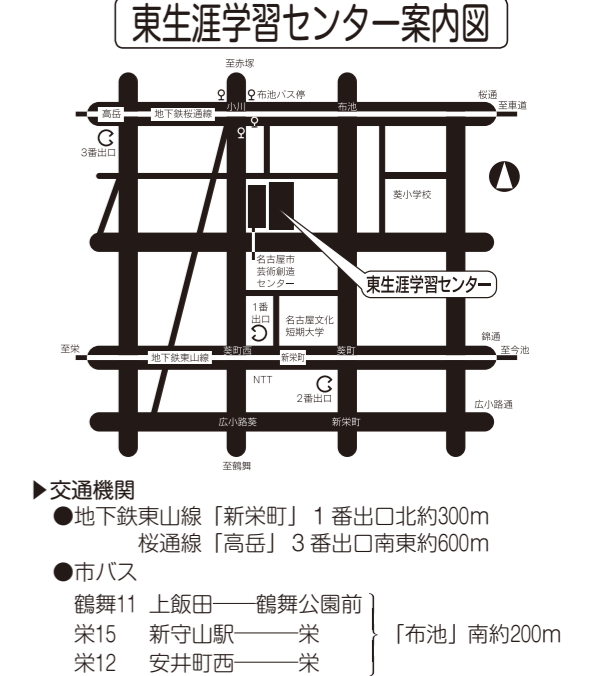 東生涯学習センター案内図
至赤塚
布池バス停
小川
布池
桜通
至車道
高岳
地下鉄桜通線
3番出口
葵小学校
名古屋市
芸術創造
センター
東生涯学習センター
1番
出口
名古屋文化
短期大学
錦通
至栄
葵町西
葵町
至今池
地下鉄東山線
新栄町
NTT
2番出口
広小路通
広小路葵
新栄町
至鶴舞
▶交通機関
●地下鉄東山線「新栄町」1番出口北約300m
桜通線「高岳」3番出口南東約600m
●市バス
鶴舞11 上飯田──鶴舞公園前
栄15 新守山駅───栄 「布池」南約200m
栄12 安井町西───栄